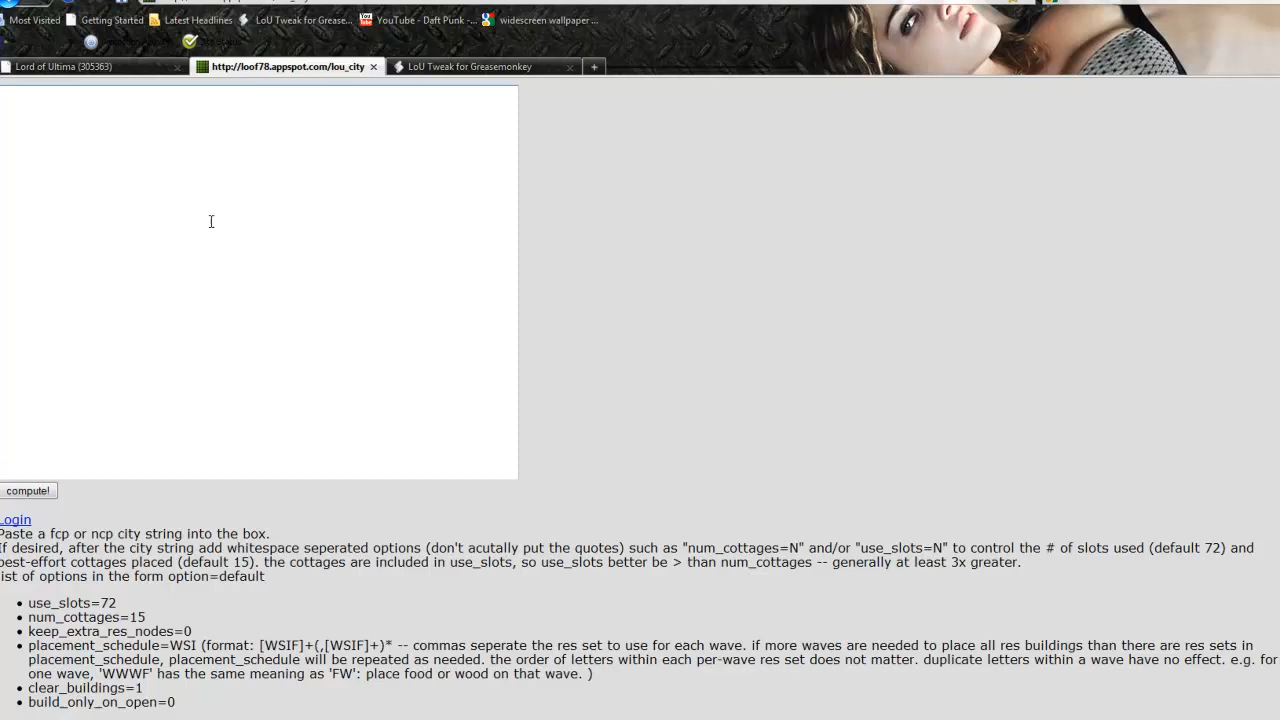 Most Visited Getting Started Latest Headlines LoU Tweak for Grease... YouTube - Daft Punk -... widescreen wallpaper ...
Lord of Ultima (305363) http://loof78.appspot.com/lou_city LoU Tweak for Greasemonkey
compute!
Login
Paste a fcp or ncp city string into the box.
If desired, after the city string add whitespace seperated options (don't acutally put the quotes) such as "num_cottages=N" and/or "use_slots=N" to control the # of slots used (default 72) and
best-effort cottages placed (default 15). the cottages are included in use_slots, so use_slots better be > than num_cottages -- generally at least 3x greater.
list of options in the form option=default
use_slots=72
num_cottages=15
keep_extra_res_nodes=0
placement_schedule=WSI (format: [WSIF]+(,[WSIF]+)* -- commas seperate the res set to use for each wave. if more waves are needed to place all res buildings than there are res sets in
placement_schedule, placement_schedule will be repeated as needed. the order of letters within each per-wave res set does not matter. duplicate letters within a wave have no effect. e.g. for
one wave, 'WWWF' has the same meaning as 'FW': place food or wood on that wave. )
clear_buildings=1
build_only_on_open=0